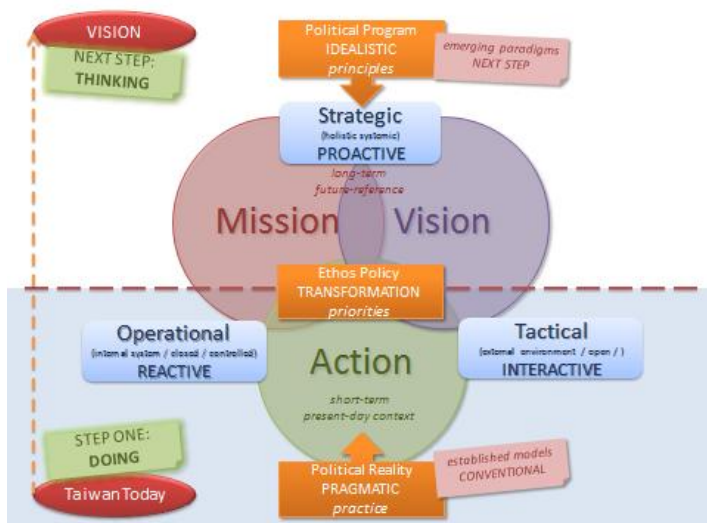 VISION
NEXT STEP:
THINKING
Political Program
IDEALISTIC
principles
emerging paradigms
NEXT STEP
Strategic
(holistic systemic)
PROACTIVE
long-term
future-reference
Mission
Vision
Ethos Policy
TRANSFORMATION
priorities
Operational
(internal system / closed / controlled)
REACTIVE
Tactical
(external environment / open / )
INTERACTIVE
Action
short-term
present-day context
STEP ONE:
DOING
Taiwan Today
Political Reality
PRAGMATIC
practice
established models
CONVENTIONAL